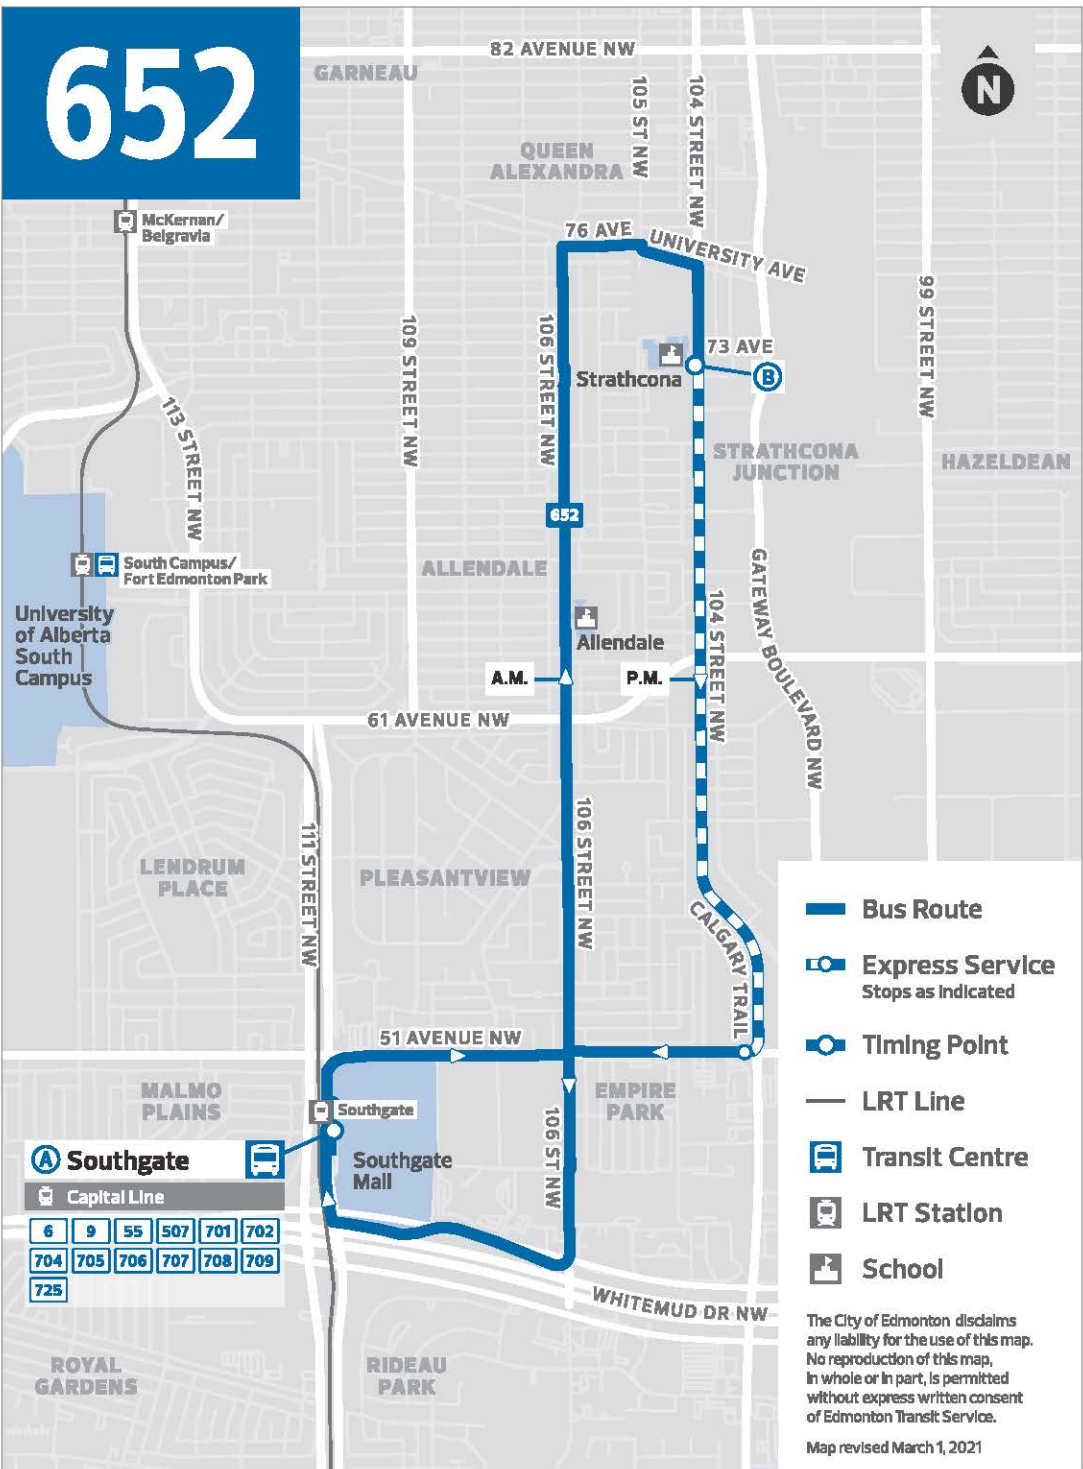 652
82 AVENUE NW
GARNEAU
N
105 ST NW
104 STREET NW
QUEEN
ALEXANDRA
McKernan/
Belgravia
76 AVE
UNIVERSITY AVE
109 STREET NW
106 STREET NW
99 STREET NW
73 AVE
Strathcona
B
113 STREET NW
STRATHCONA
JUNCTION
HAZELDEAN
652
South Campus/
Fort Edmonton Park
ALLENDALE
GATEWAY BOULEVARD NW
University
of Alberta
South
Campus
Allendale
104 STREET NW
A.M.
P.M.
61 AVENUE NW
111 STREET NW
106 STREET NW
LENDRUM
PLACE
PLEASANTVIEW
CALGARY TRAIL
51 AVENUE NW
MALMO
PLAINS
EMPIRE
PARK
Southgate
106 ST NW
A Southgate
Southgate
Mall
Capital Line
6 9 55 507 701 702
704 705 706 707 708 709
725
WHITEMUD DR NW
ROYAL
GARDENS
RIDEAU
PARK
Bus Route
Express Service
Stops as Indicated
Timing Point
LRT Line
Transit Centre
LRT Station
School
The City of Edmonton disclaims
any liability for the use of this map.
No reproduction of this map,
in whole or in part, is permitted
without express written consent
of Edmonton Transit Service.
Map revised March 1, 2021